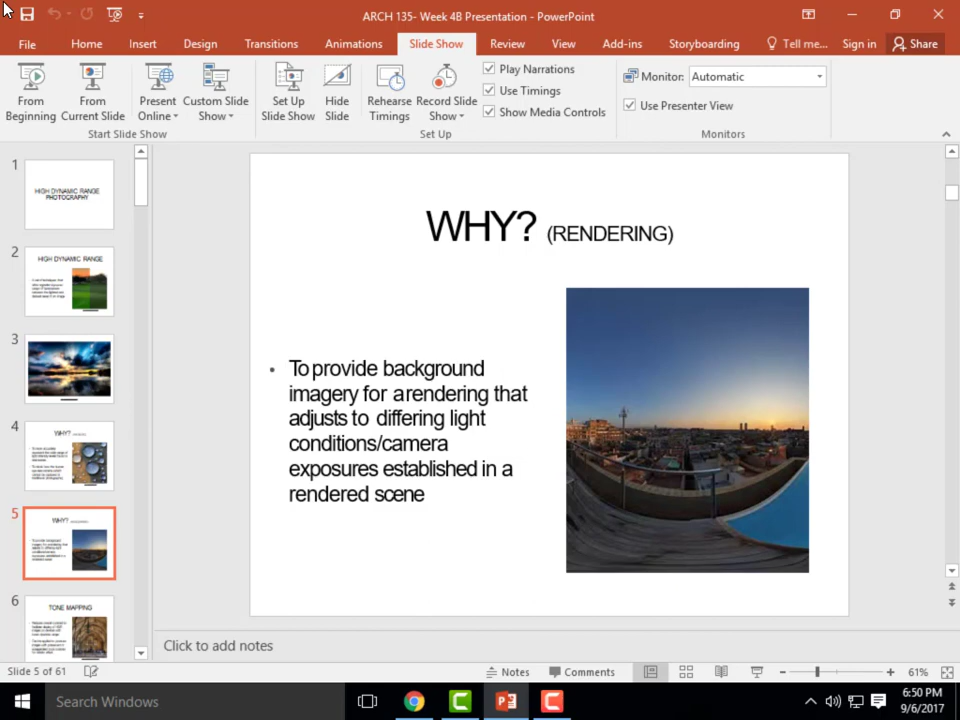 ARCH 135- Week 4B Presentation - PowerPoint
File Home Insert Design Transitions Animations Slide Show Review View Add-ins Storyboarding Tell me... Sign in Share
From Beginning
From Current Slide
Present Online
Custom Slide Show
Set Up Slide Show
Hide Slide
Rehearse Timings
Record Slide Show
Play Narrations
Use Timings
Show Media Controls
Monitor: Automatic
Use Presenter View
Start Slide Show Set Up Monitors
1
HIGH DYNAMIC RANGE
PHOTOGRAPHY
2
HIGH DYNAMIC RANGE
3
4
WHY?
5
WHY?
6
TONE MAPPING
WHY? (RENDERING)
• To provide background
imagery for a rendering that
adjusts to differing light
conditions/camera
exposures established in a
rendered scene
Click to add notes
Slide 5 of 61 Notes Comments 61%
Search Windows
6:50 PM
9/6/2017